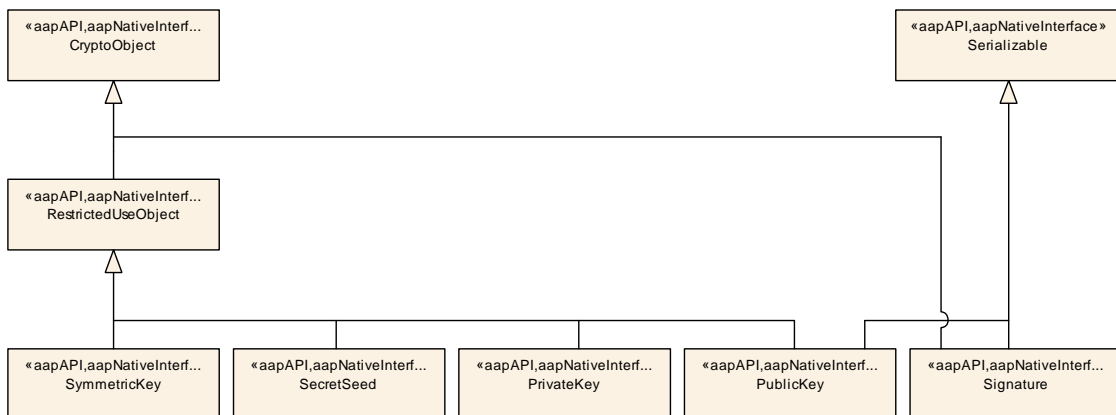 «aapAPI,aapNativeInterf...
CryptoObject
«aapAPI,aapNativeInterface»
Serializable
«aapAPI,aapNativeInterf...
RestrictedUseObject
«aapAPI,aapNativeInterf...
SymmetricKey
«aapAPI,aapNativeInterf...
SecretSeed
«aapAPI,aapNativeInterf...
PrivateKey
«aapAPI,aapNativeInterf...
PublicKey
«aapAPI,aapNativeInterf...
Signature